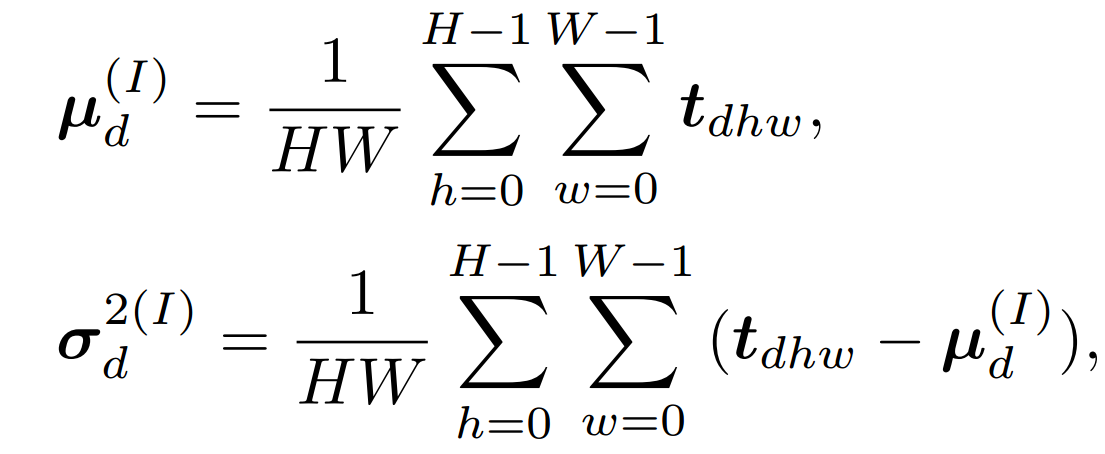 $\boldsymbol{\mu}_d^{(I)} = \frac{1}{HW} \sum_{h=0}^{H-1} \sum_{w=0}^{W-1} \boldsymbol{t}_{dhw},$
$\boldsymbol{\sigma}_d^{2(I)} = \frac{1}{HW} \sum_{h=0}^{H-1} \sum_{w=0}^{W-1} (\boldsymbol{t}_{dhw} - \boldsymbol{\mu}_d^{(I)}),$